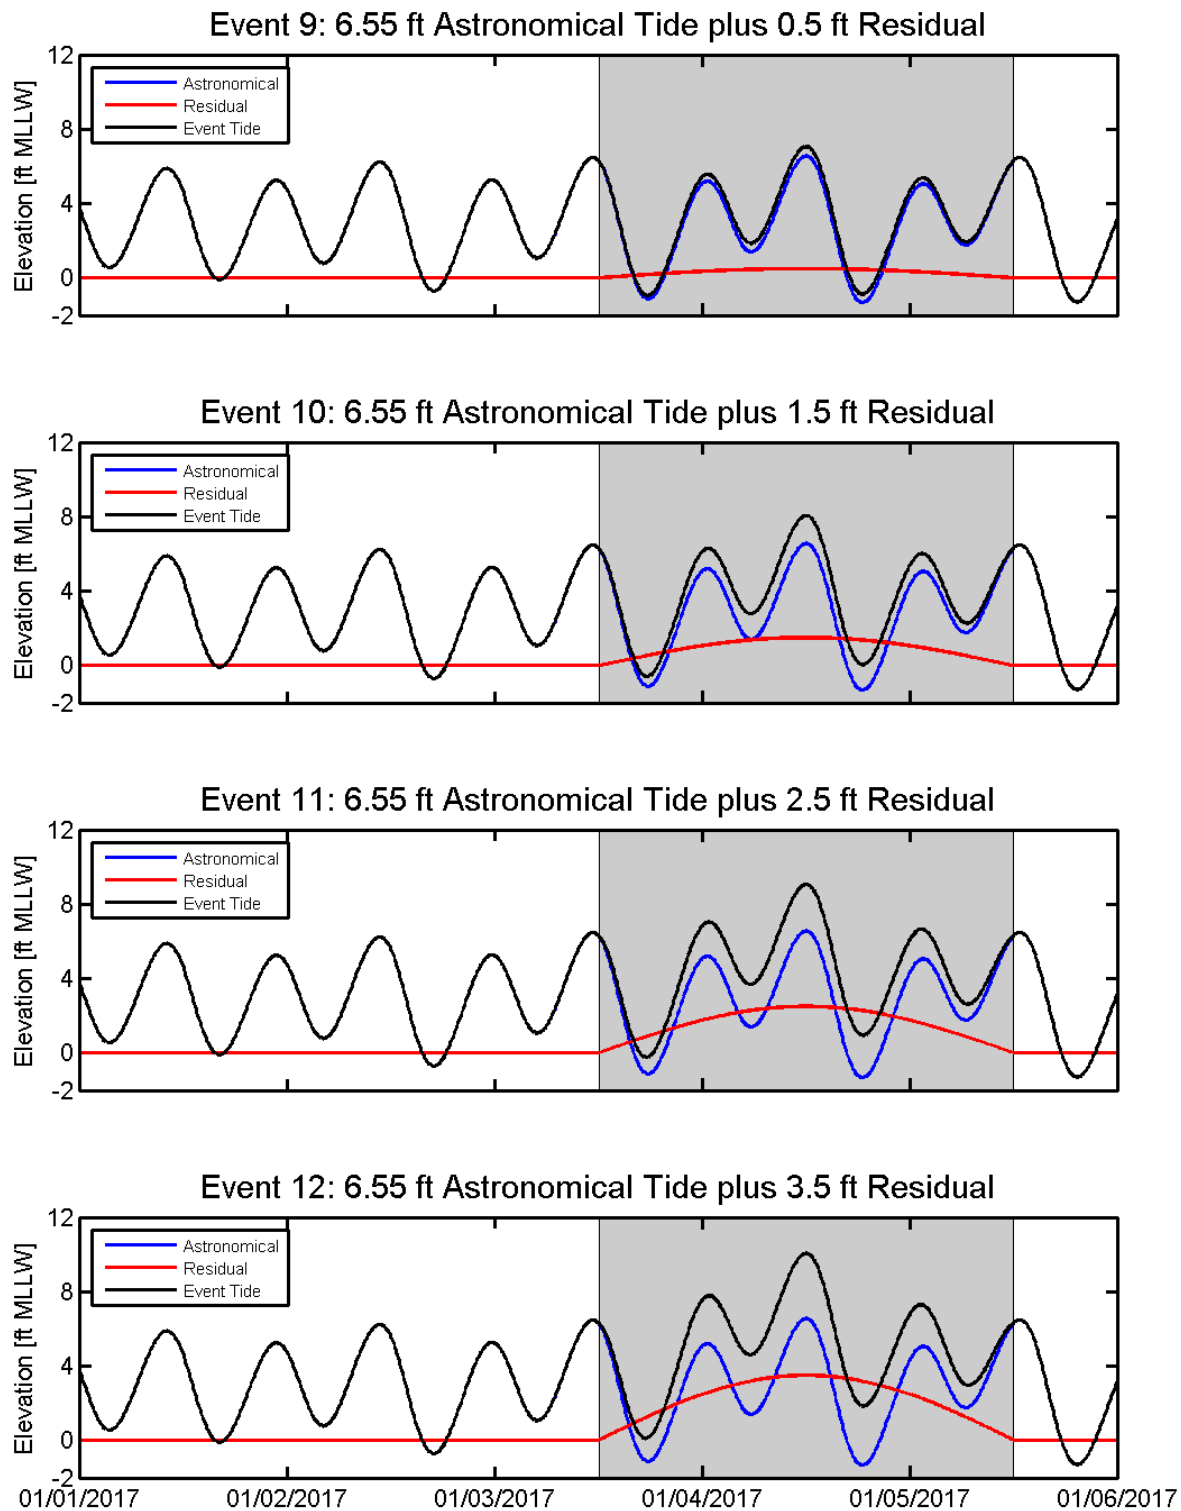 Event 9: 6.55 ft Astronomical Tide plus 0.5 ft Residual
12
8
4
0
-2
Elevation [ft MLLW]
Astronomical
Residual
Event Tide
Event 10: 6.55 ft Astronomical Tide plus 1.5 ft Residual
12
8
4
0
-2
Elevation [ft MLLW]
Astronomical
Residual
Event Tide
Event 11: 6.55 ft Astronomical Tide plus 2.5 ft Residual
12
8
4
0
-2
Elevation [ft MLLW]
Astronomical
Residual
Event Tide
Event 12: 6.55 ft Astronomical Tide plus 3.5 ft Residual
12
8
4
0
-2
Elevation [ft MLLW]
Astronomical
Residual
Event Tide
01/01/2017 01/02/2017 01/03/2017 01/04/2017 01/05/2017 01/06/2017